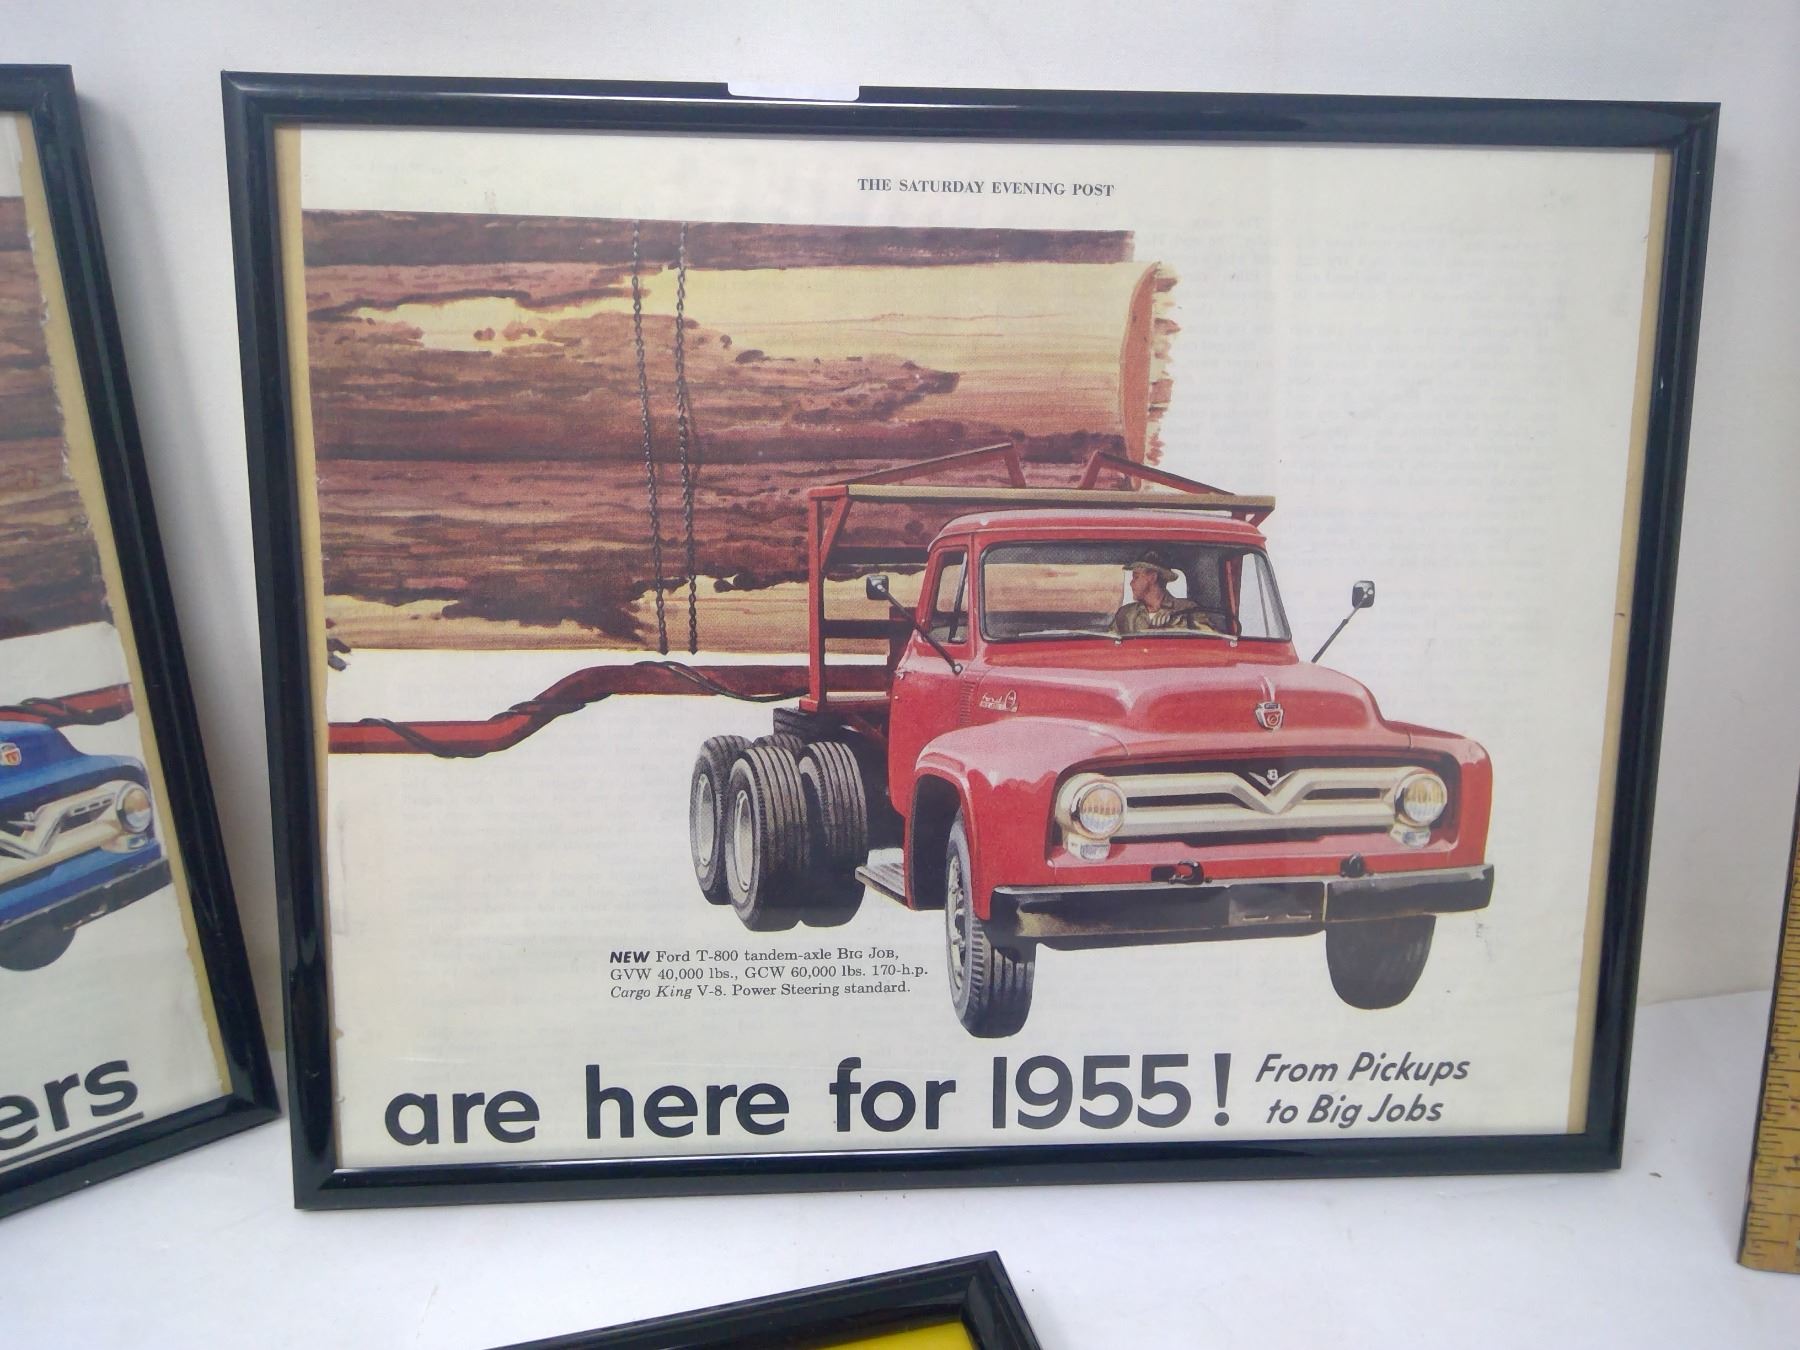 THE SATURDAY EVENING POST
NEW Ford T-800 tandem-axle BIG JOB,
GVW 40,000 lbs., GCW 60,000 lbs. 170-h.p.
Cargo King V-8. Power Steering standard.
ers
are here for 1955!
From Pickups
to Big Jobs